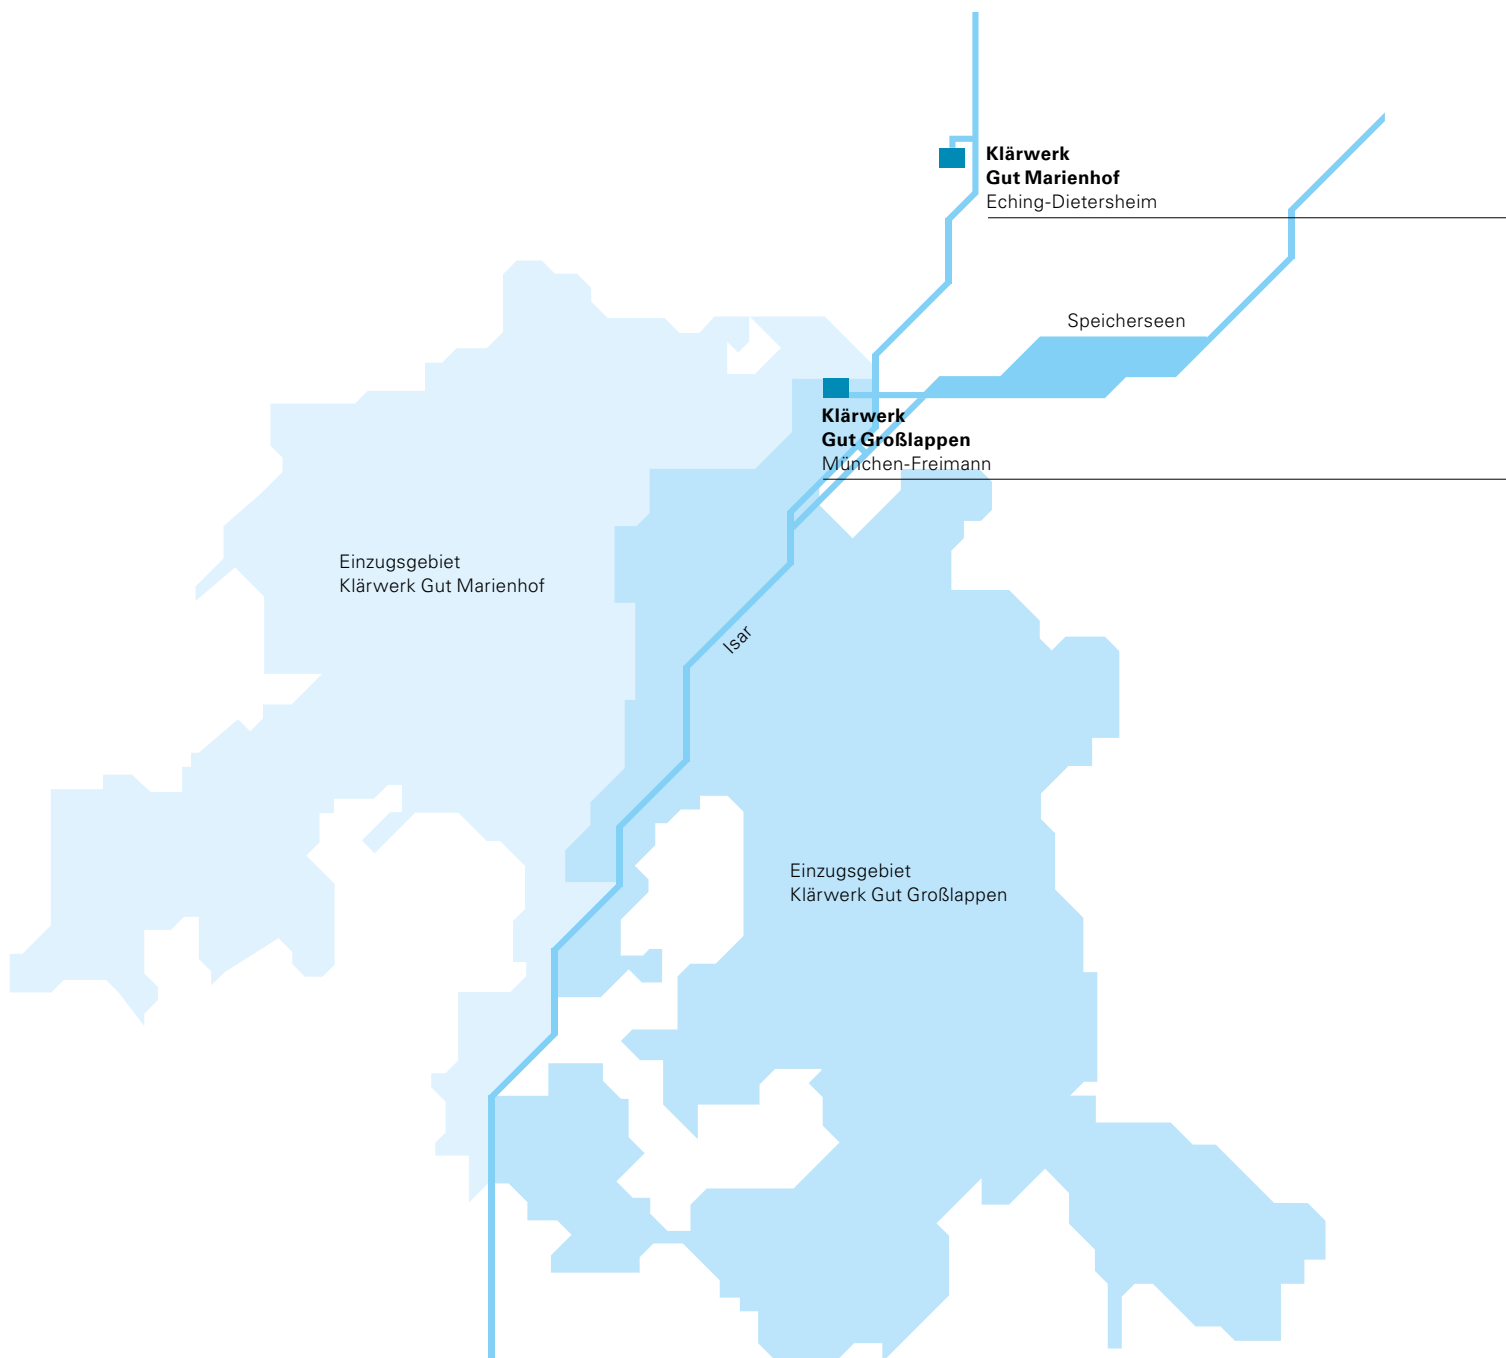 Klärwerk
Gut Marienhof
Eching-Dietersheim
Speicherseen
Klärwerk
Gut Großlappen
München-Freimann
Einzugsgebiet
Klärwerk Gut Marienhof
Isar
Einzugsgebiet
Klärwerk Gut Großlappen